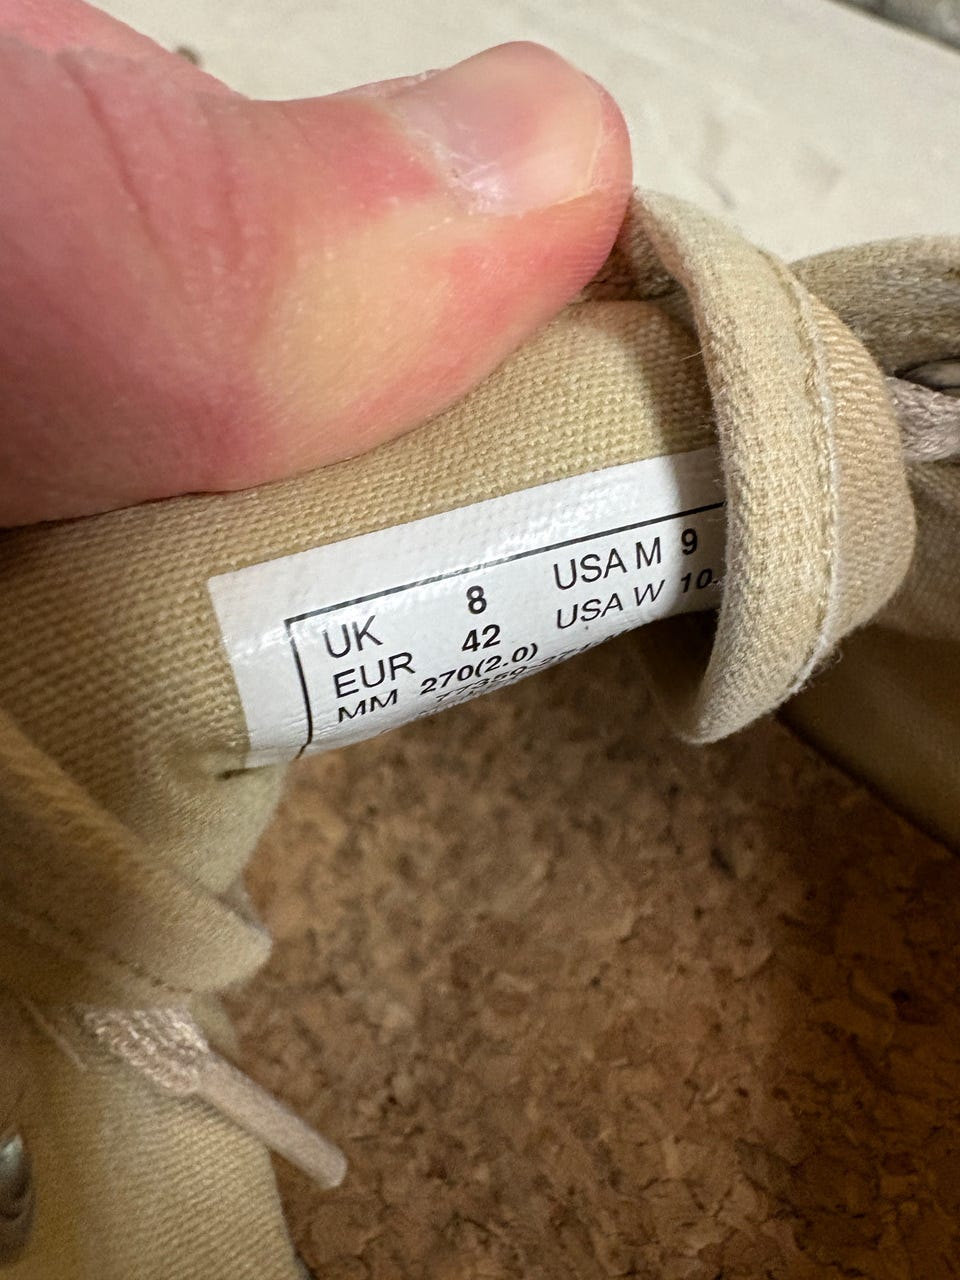 UK 8 USA M 9
EUR 42 USA W 10.
MM 270(2.0)